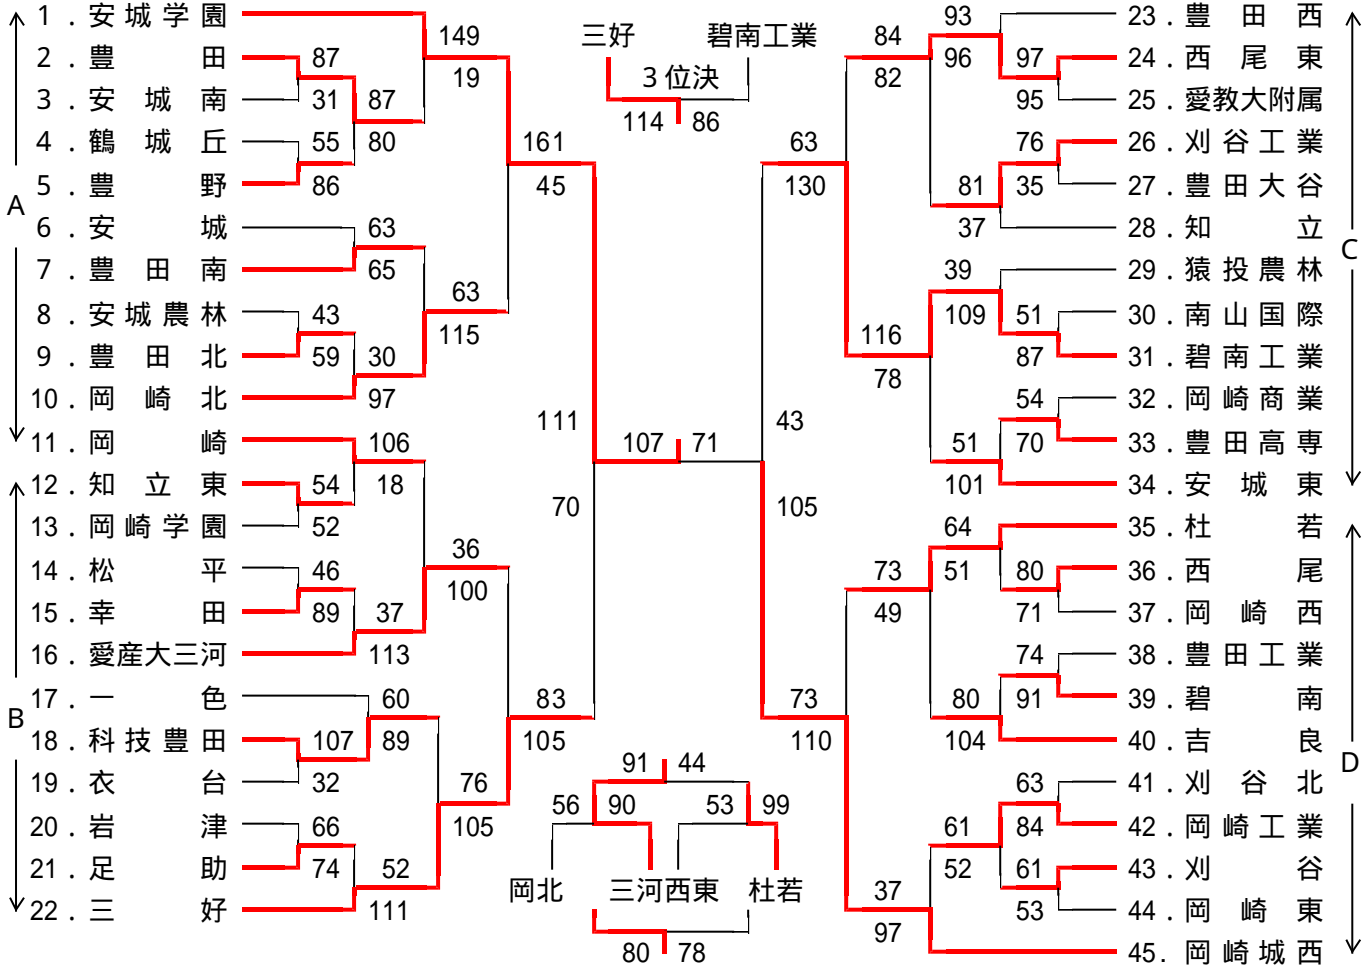 1 . 安城学園
2 . 豊田
3 . 安城南
4 . 鶴城丘
5 . 豊野
6 . 安城
7 . 豊田南
8 . 安城農林
9 . 豊田北
10 . 岡崎北
11 . 岡崎
12 . 知立東
13 . 岡崎学園
14 . 松平
15 . 幸田
16 . 愛産大三河
17 . 一色
18 . 科技豊田
19 . 衣台
20 . 岩津
21 . 足助
22 . 三好
A
B
87
31
55
86
43
59
54
52
46
89
107
32
66
74
87
80
63
65
30
97
106
18
37
113
60
89
52
111
149
19
63
115
36
100
76
105
161
45
83
105
111
70
107 71
三好 碧南工業
3位決
114 86
91 44
56 90 53 99
岡北 三河西東 杜若
80 78
43
105
63
130
73
110
84
82
116
78
73
49
37
97
93
96
81
37
39
109
51
101
64
51
80
104
61
52
97
95
76
35
51
87
54
70
80
71
74
91
63
84
61
53
23 . 豊田西
24 . 西尾東
25 . 愛教大附属
26 . 刈谷工業
27 . 豊田大谷
28 . 知立
29 . 猿投農林
30 . 南山国際
31 . 碧南工業
32 . 岡崎商業
33 . 豊田高専
34 . 安城東
35 . 杜若
36 . 西尾
37 . 岡崎西
38 . 豊田工業
39 . 碧南
40 . 吉良
41 . 刈谷北
42 . 岡崎工業
43 . 刈谷
44 . 岡崎東
45. 岡崎城西
C
D